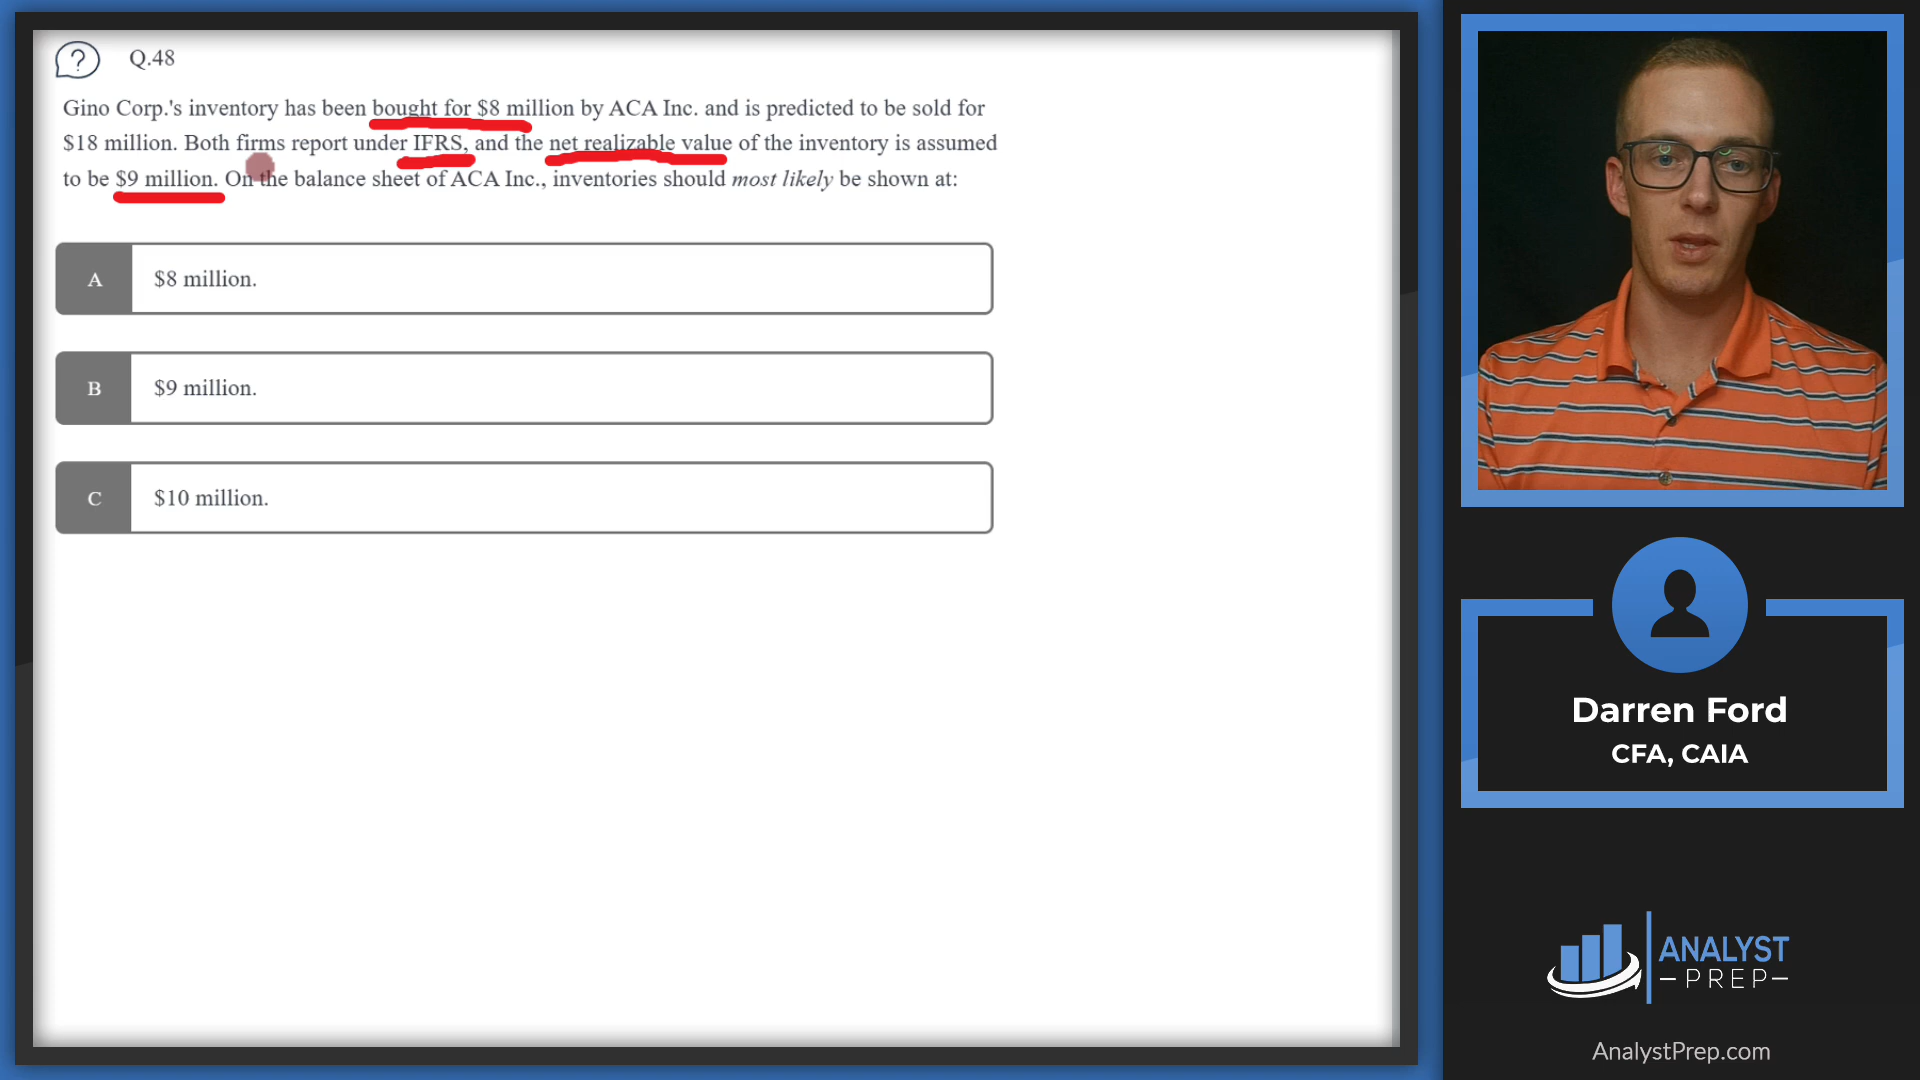 ?
Q.48
Gino Corp.'s inventory has been bought for $8 million by ACA Inc. and is predicted to be sold for
$18 million. Both firms report under IFRS, and the net realizable value of the inventory is assumed
to be $9 million. On the balance sheet of ACA Inc., inventories should most likely be shown at:
A
$8 million.
B
$9 million.
C
$10 million.
Darren Ford
CFA, CAIA
ANALYST
PREP
AnalystPrep.com